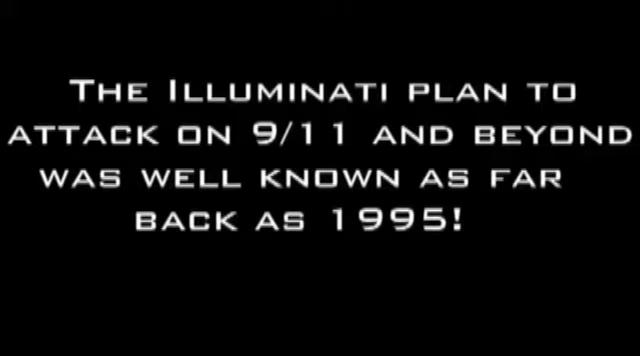 The Illuminati plan to
attack on 9/11 and beyond
was well known as far
back as 1995!